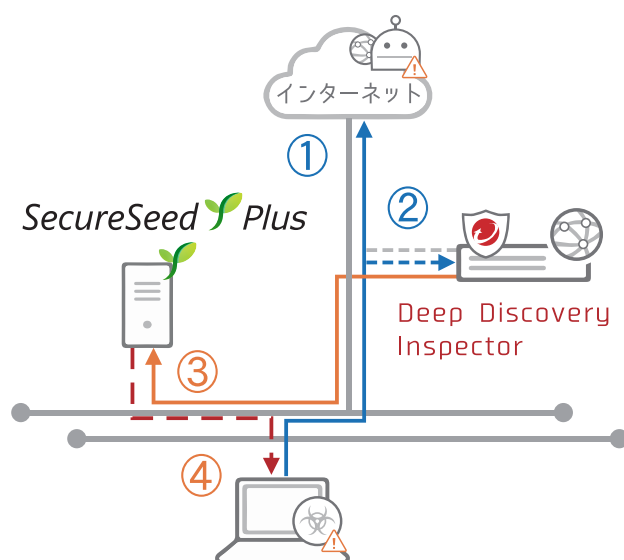 インターネット
①
②
SecureSeed Plus
Deep Discovery
Inspector
③
④